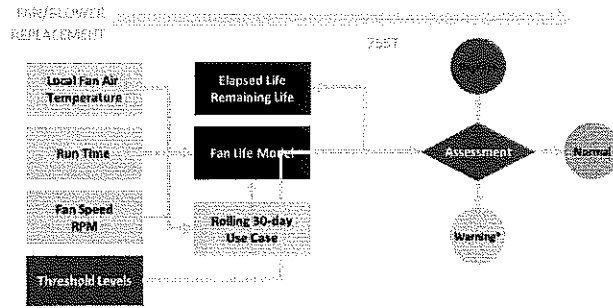 FAN/BLOWER
REPLACEMENT
Local Fan Air
Temperature
Elapsed Life
Remaining Life
Run Time
Fan Life Model
Assessment
Normal
Fan Speed
RPM
Rolling 30-day
Use Case
Warning*
Threshold Levels